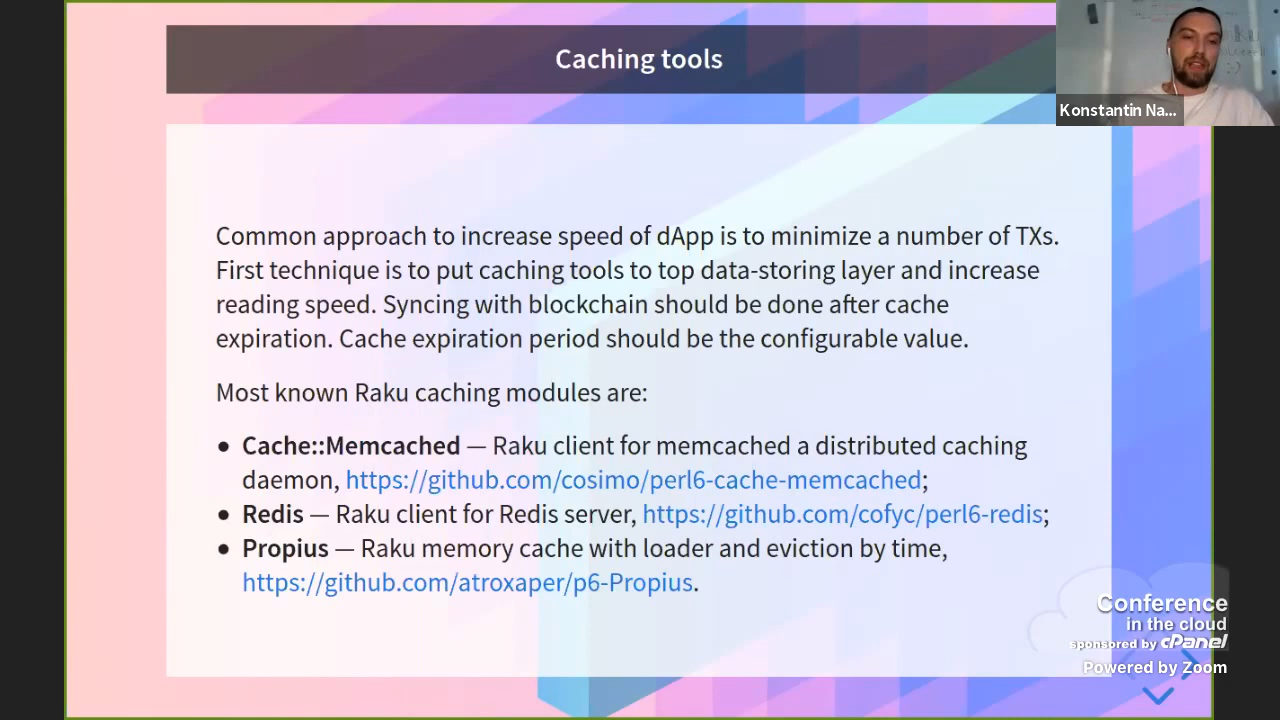 Caching tools
Konstantin Na...
Common approach to increase speed of dApp is to minimize a number of TXs.
First technique is to put caching tools to top data-storing layer and increase
reading speed. Syncing with blockchain should be done after cache
expiration. Cache expiration period should be the configurable value.
Most known Raku caching modules are:
• Cache::Memcached — Raku client for memcached a distributed caching
daemon, https://github.com/cosimo/perl6-cache-memcached;
• Redis — Raku client for Redis server, https://github.com/cofyc/perl6-redis;
• Propius — Raku memory cache with loader and eviction by time,
https://github.com/atroxaper/p6-Propius.
Conference
in the cloud
sponsored by cPanel
Powered by Zoom